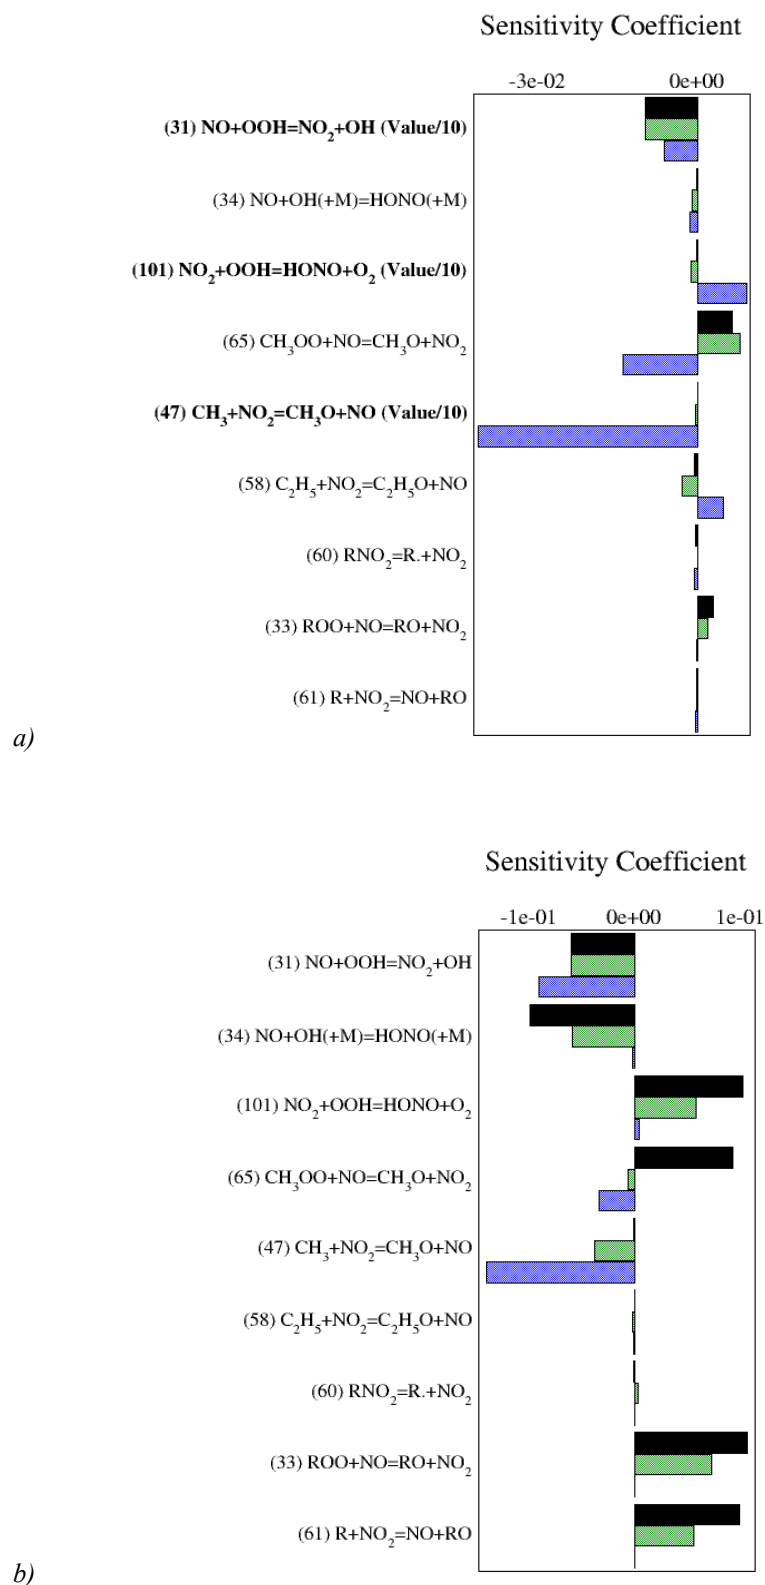 Sensitivity Coefficient
-3e-02 0e+00
(31) NO+OOH=NO2+OH (Value/10)
(34) NO+OH(+M)=HONO(+M)
(101) NO2+OOH=HONO+O2 (Value/10)
(65) CH3OO+NO=CH3O+NO2
(47) CH3+NO2=CH3O+NO (Value/10)
(58) C2H5+NO2=C2H5O+NO
(60) RNO2=R.+NO2
(33) ROO+NO=RO+NO2
(61) R+NO2=NO+RO
a)
Sensitivity Coefficient
-1e-01 0e+00 1e-01
(31) NO+OOH=NO2+OH
(34) NO+OH(+M)=HONO(+M)
(101) NO2+OOH=HONO+O2
(65) CH3OO+NO=CH3O+NO2
(47) CH3+NO2=CH3O+NO
(58) C2H5+NO2=C2H5O+NO
(60) RNO2=R.+NO2
(33) ROO+NO=RO+NO2
(61) R+NO2=NO+RO
b)